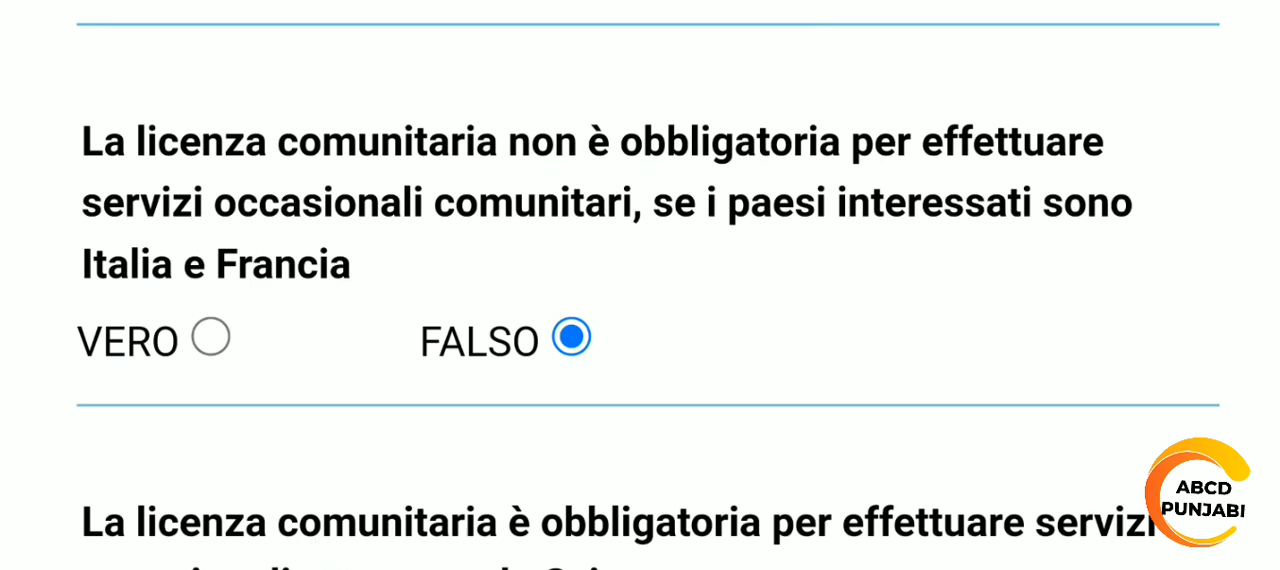 La licenza comunitaria non è obbligatoria per effettuare
servizi occasionali comunitari, se i paesi interessati sono
Italia e Francia
VERO FALSO
ABCD
PUNJABI
La licenza comunitaria è obbligatoria per effettuare servizi